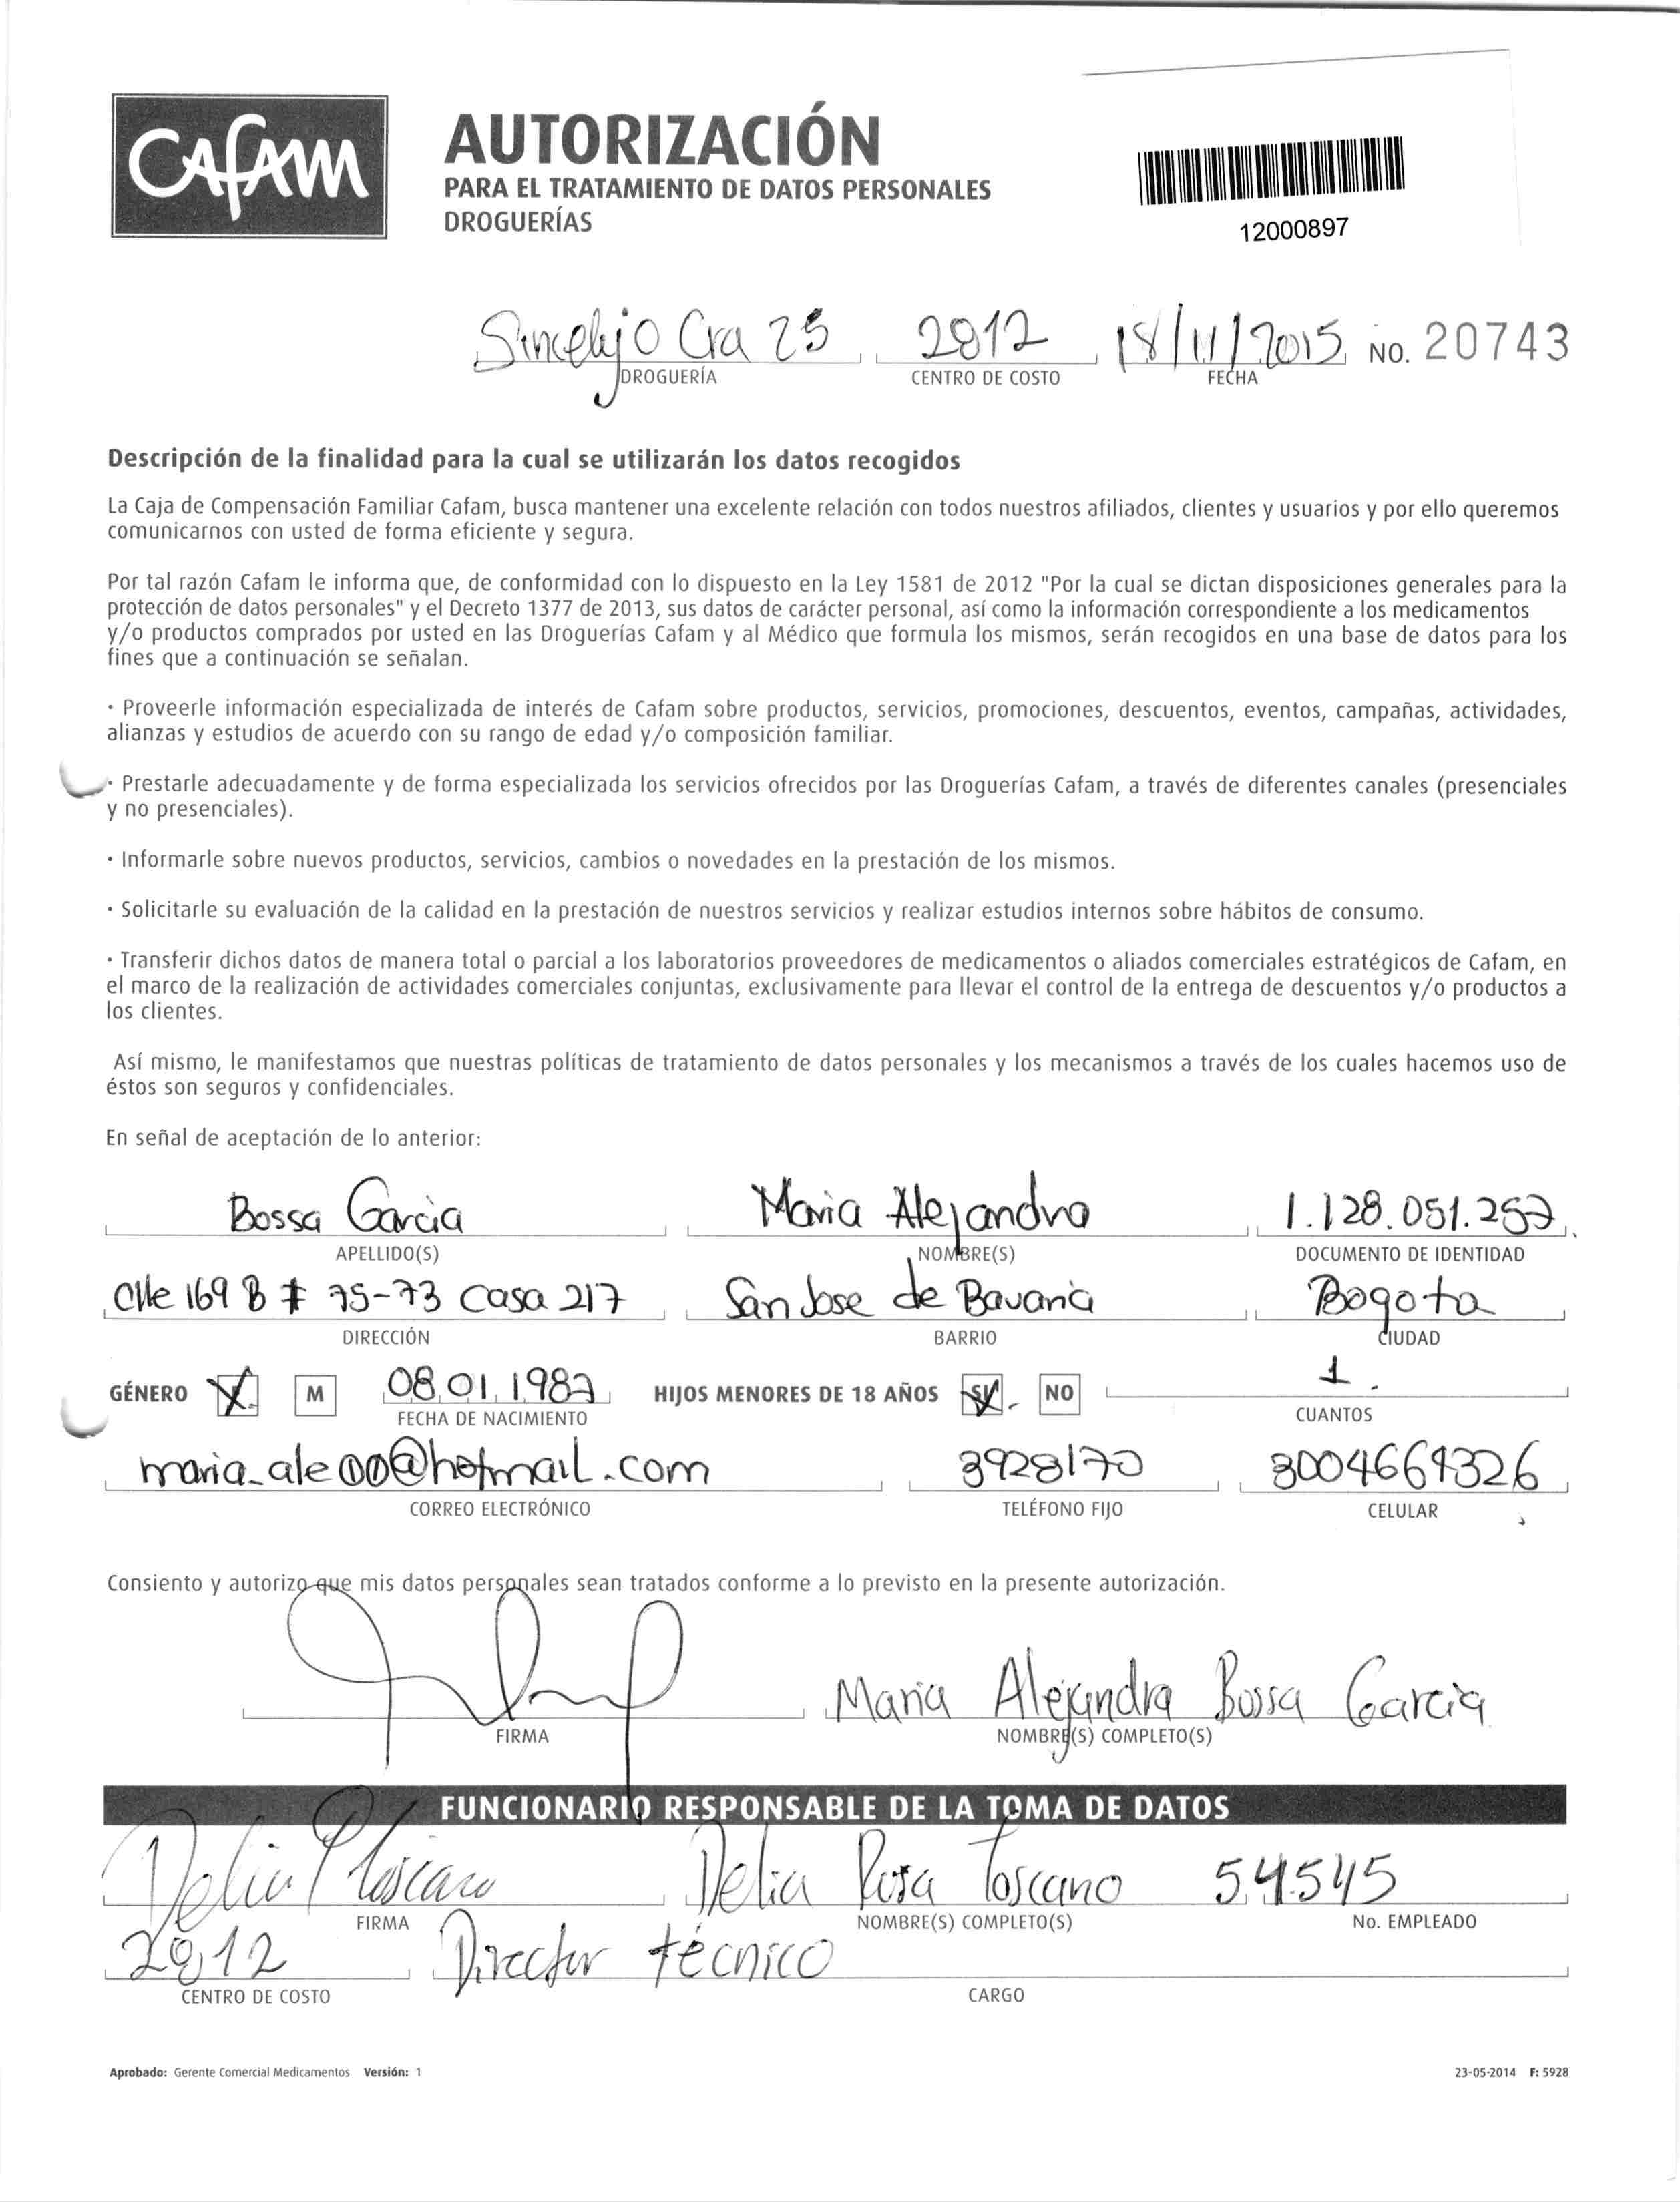 CAFAM
AUTORIZACIÓN
PARA EL TRATAMIENTO DE DATOS PERSONALES
DROGUERÍAS
12000897
Sincelejo Cra 25 2812 18/11/2015 NO. 20743
DROGUERÍA CENTRO DE COSTO FECHA
Descripción de la finalidad para la cual se utilizarán los datos recogidos
La Caja de Compensación Familiar Cafam, busca mantener una excelente relación con todos nuestros afiliados, clientes y usuarios y por ello queremos
comunicarnos con usted de forma eficiente y segura.
Por tal razón Cafam le informa que, de conformidad con lo dispuesto en la Ley 1581 de 2012 "Por la cual se dictan disposiciones generales para la
protección de datos personales" y el Decreto 1377 de 2013, sus datos de carácter personal, así como la información correspondiente a los medicamentos
y/o productos comprados por usted en las Droguerías Cafam y al Médico que formula los mismos, serán recogidos en una base de datos para los
fines que a continuación se señalan.
· Proveerle información especializada de interés de Cafam sobre productos, servicios, promociones, descuentos, eventos, campañas, actividades,
alianzas y estudios de acuerdo con su rango de edad y/o composición familiar.
· Prestarle adecuadamente y de forma especializada los servicios ofrecidos por las Droguerías Cafam, a través de diferentes canales (presenciales
y no presenciales).
· Informarle sobre nuevos productos, servicios, cambios o novedades en la prestación de los mismos.
· Solicitarle su evaluación de la calidad en la prestación de nuestros servicios y realizar estudios internos sobre hábitos de consumo.
· Transferir dichos datos de manera total o parcial a los laboratorios proveedores de medicamentos o aliados comerciales estratégicos de Cafam, en
el marco de la realización de actividades comerciales conjuntas, exclusivamente para llevar el control de la entrega de descuentos y/o productos a
los clientes.
Así mismo, le manifestamos que nuestras políticas de tratamiento de datos personales y los mecanismos a través de los cuales hacemos uso de
éstos son seguros y confidenciales.
En señal de aceptación de lo anterior:
Bossa Garcia Maria Alejandra 1.128.051.257
APELLIDO(S) NOMBRE(S) DOCUMENTO DE IDENTIDAD
Clle 169 B # 75-73 Casa 217 San Jose de Bavaria Bogota
DIRECCIÓN BARRIO CIUDAD
GÉNERO X M 08 01 1987 HIJOS MENORES DE 18 AÑOS SI NO 1.
FECHA DE NACIMIENTO CUANTOS
maria_ale00@hotmail.com 3928170 3004664326
CORREO ELECTRÓNICO TELÉFONO FIJO CELULAR
Consiento y autorizo que mis datos personales sean tratados conforme a lo previsto en la presente autorización.
Maria Alejandra Bossa Garcia
FIRMA NOMBRE(S) COMPLETO(S)
FUNCIONARIO RESPONSABLE DE LA TOMA DE DATOS
Delia Toscano Delia Rosa Toscano 54545
FIRMA NOMBRE(S) COMPLETO(S) No. EMPLEADO
2812 Director técnico
CENTRO DE COSTO CARGO
Aprobado: Gerente Comercial Medicamentos Versión: 1 23-05-2014 F: 5928